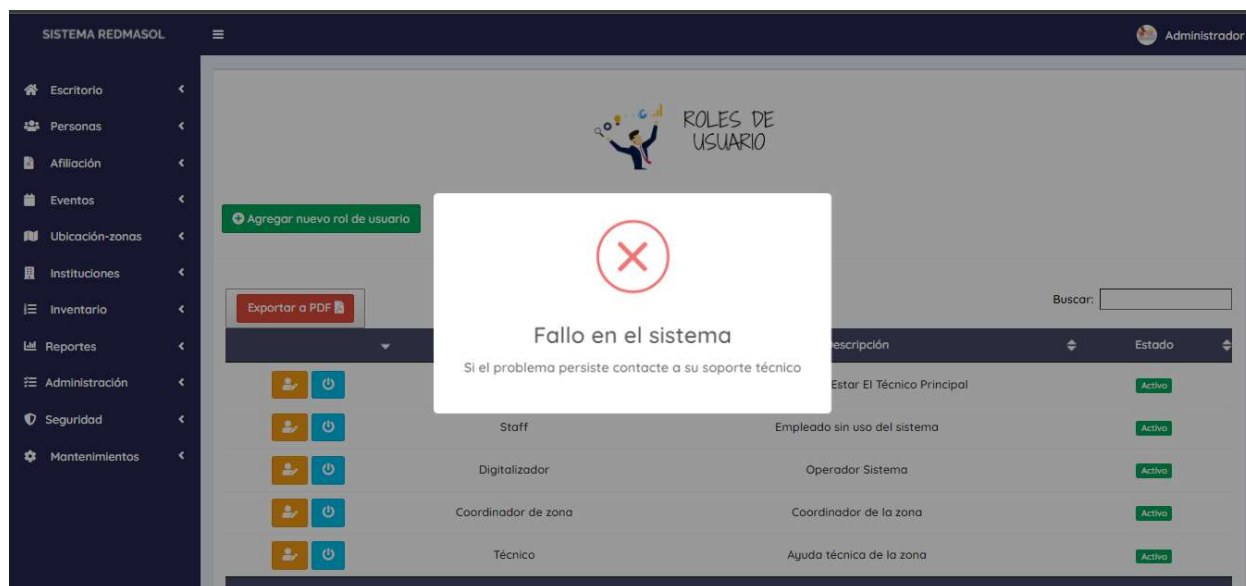 SISTEMA REDMASOL
Administrador
Escritorio
Personas
Afiliación
Eventos
Ubicación-zonas
Instituciones
Inventario
Reportes
Administración
Seguridad
Mantenimientos
ROLES DE
USUARIO
Agregar nuevo rol de usuario
Exportar a PDF
Buscar:
Fallo en el sistema
Si el problema persiste contacte a su soporte técnico
Estado
Estar El Técnico Principal Activo
Staff Empleado sin uso del sistema Activo
Digitalizador Operador Sistema Activo
Coordinador de zona Coordinador de la zona Activo
Técnico Ayuda técnica de la zona Activo